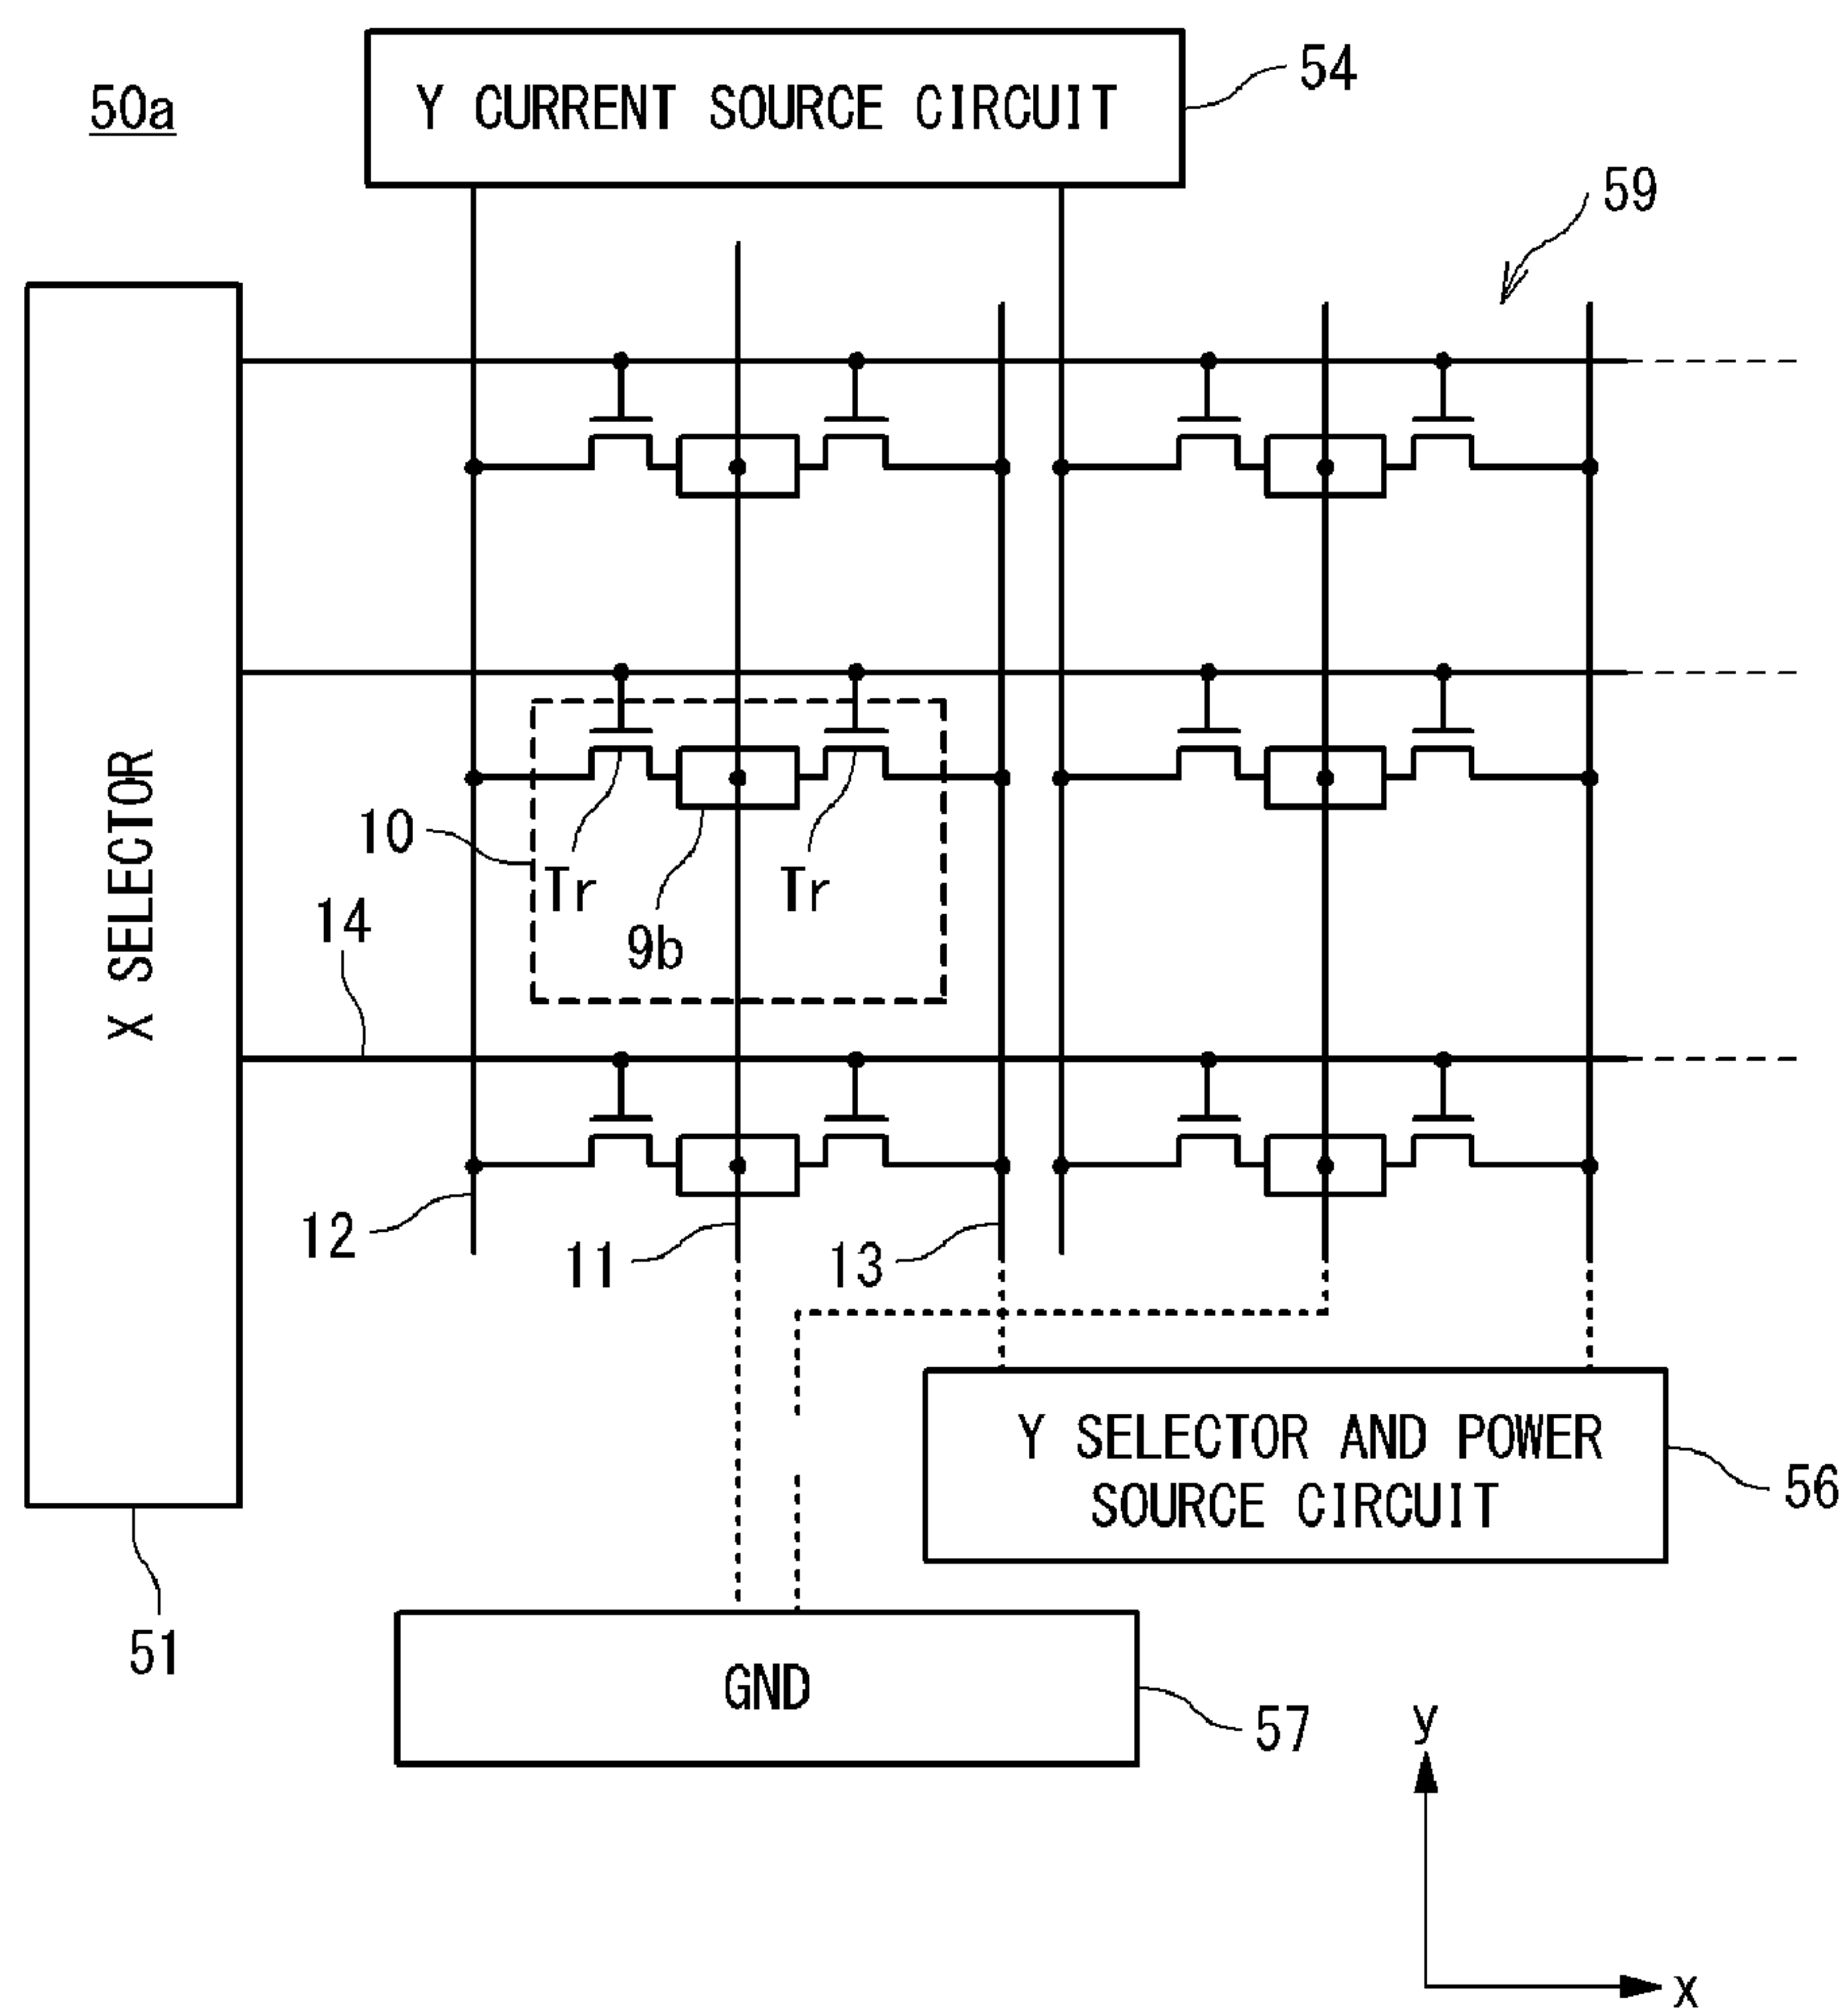 50a
Y CURRENT SOURCE CIRCUIT
54
59
X SELECTOR
10
Tr
Tr
9b
14
12
11
13
Y SELECTOR AND POWER
SOURCE CIRCUIT
56
51
GND
57
y
x